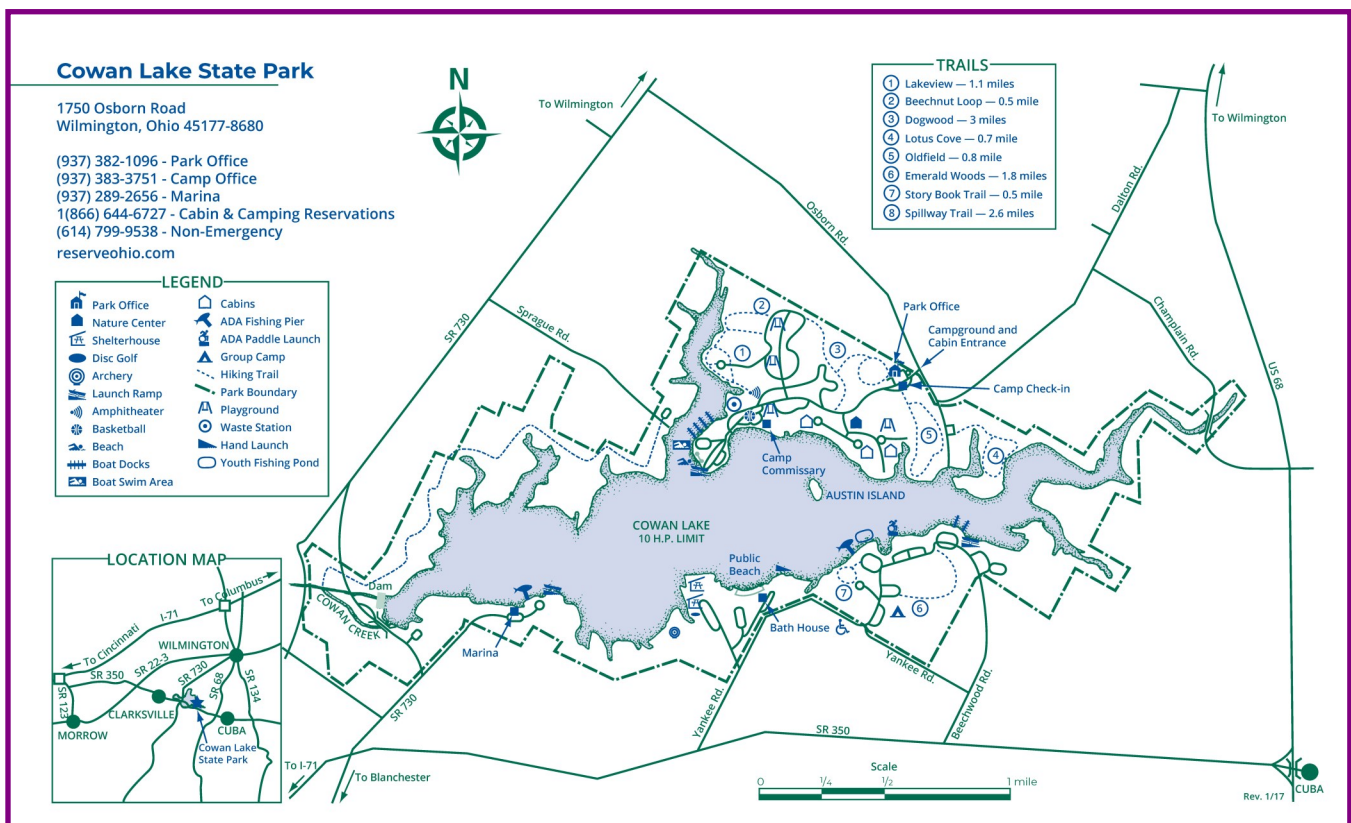 Cowan Lake State Park
1750 Osborn Road
Wilmington, Ohio 45177-8680
(937) 382-1096 - Park Office
(937) 383-3751 - Camp Office
(937) 289-2656 - Marina
1(866) 644-6727 - Cabin & Camping Reservations
(614) 799-9538 - Non-Emergency
reserveohio.com
N
TRAILS
1 Lakeview — 1.1 miles
2 Beechnut Loop — 0.5 mile
3 Dogwood — 3 miles
4 Lotus Cove — 0.7 mile
5 Oldfield — 0.8 mile
6 Emerald Woods — 1.8 miles
7 Story Book Trail — 0.5 mile
8 Spillway Trail — 2.6 miles
LEGEND
Park Office
Nature Center
Shelterhouse
Disc Golf
Archery
Launch Ramp
Amphitheater
Basketball
Beach
Boat Docks
Boat Swim Area
Cabins
ADA Fishing Pier
ADA Paddle Launch
Group Camp
Hiking Trail
Park Boundary
Playground
Waste Station
Hand Launch
Youth Fishing Pond
To Wilmington
To Wilmington
Osborn Rd.
Dalton Rd.
Champlain Rd.
US 68
SR 730
Sprague Rd.
Park Office
Campground and
Cabin Entrance
Camp Check-in
2
1
3
5
4
Camp
Commissary
AUSTIN ISLAND
COWAN LAKE
10 H.P. LIMIT
Public
Beach
Dam
COWAN CREEK
7
6
Bath House
Marina
Yankee Rd.
Yankee Rd.
Beechwood Rd.
SR 730
SR 350
To I-71
To Blanchester
CUBA
LOCATION MAP
To Columbus
I-71
To Cincinnati
WILMINGTON
SR 22-3
SR 350
SR 730
SR 68
SR 134
SR 123
CLARKSVILLE
MORROW
CUBA
Cowan Lake
State Park
Scale
0 1/4 1/2 1 mile
Rev. 1/17